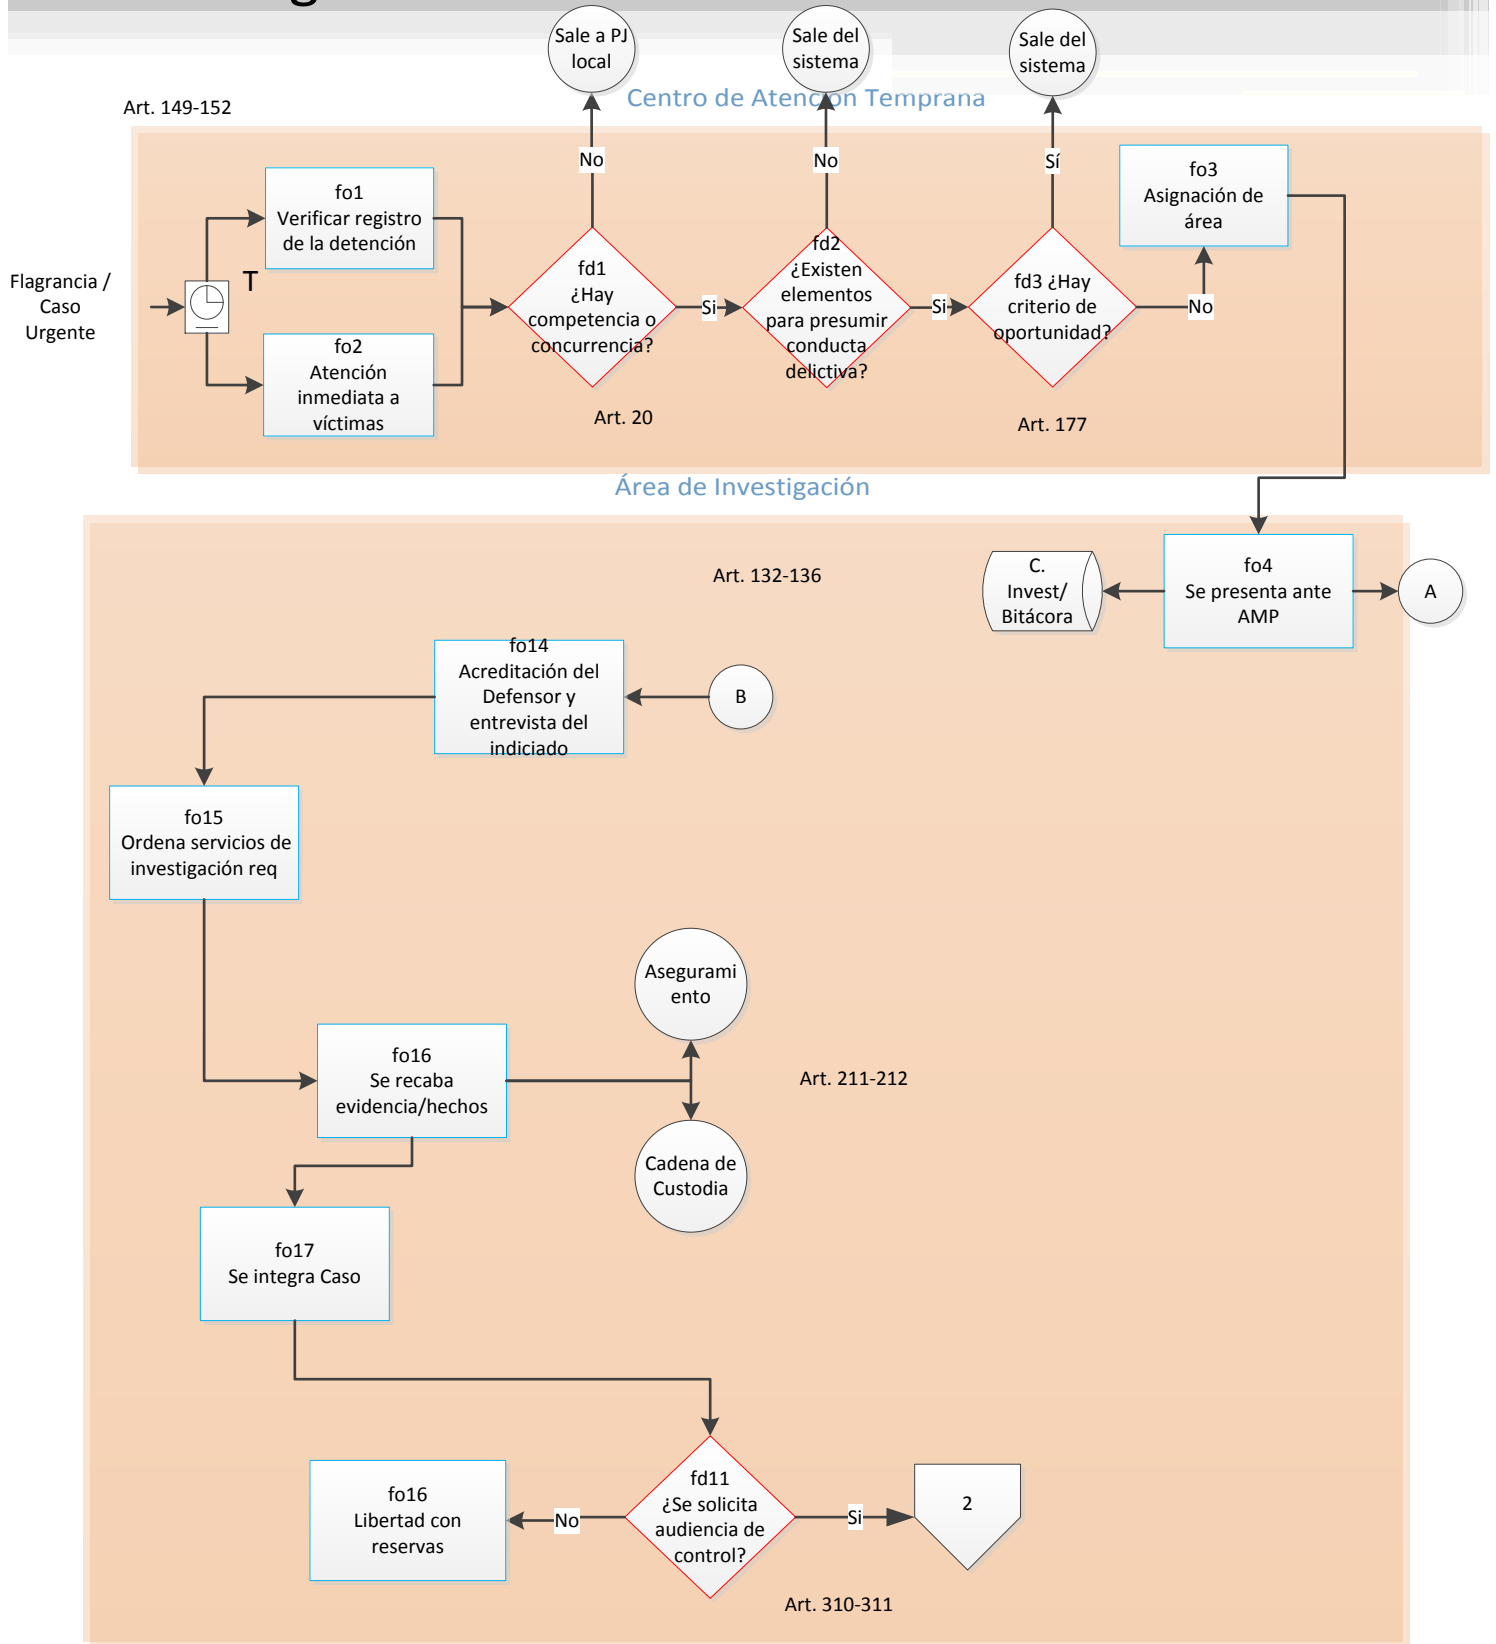 Sale a PJ
local
Sale del
sistema
Sale del
sistema
Centro de Atención Temprana
Art. 149-152
No
No
Sí
fo1
Verificar registro
de la detención
fo3
Asignación de
área
Flagrancia /
Caso
Urgente
T
fd1
¿Hay
competencia o
concurrencia?
Si
fd2
¿Existen
elementos
para presumir
conducta
delictiva?
Si
fd3 ¿Hay
criterio de
oportunidad?
No
fo2
Atención
inmediata a
víctimas
Art. 20
Art. 177
Área de Investigación
Art. 132-136
C.
Invest/
Bitácora
fo4
Se presenta ante
AMP
A
fo14
Acreditación del
Defensor y
entrevista del
indiciado
B
fo15
Ordena servicios de
investigación req
Asegurami
ento
fo16
Se recaba
evidencia/hechos
Art. 211-212
Cadena de
Custodia
fo17
Se integra Caso
fo16
Libertad con
reservas
No
fd11
¿Se solicita
audiencia de
control?
Si
2
Art. 310-311